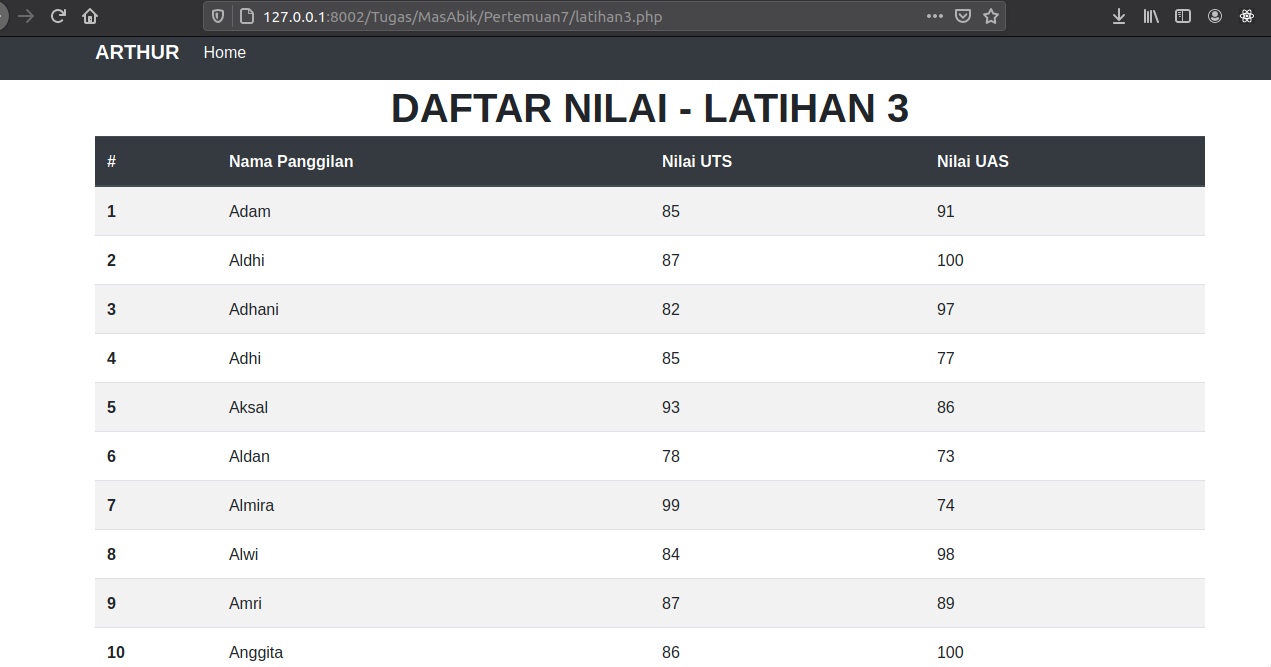 127.0.0.1:8002/Tugas/MasAbik/Pertemuan7/latihan3.php
ARTHUR Home
DAFTAR NILAI - LATIHAN 3
# Nama Panggilan Nilai UTS Nilai UAS
1 Adam 85 91
2 Aldhi 87 100
3 Adhani 82 97
4 Adhi 85 77
5 Aksal 93 86
6 Aldan 78 73
7 Almira 99 74
8 Alwi 84 98
9 Amri 87 89
10 Anggita 86 100